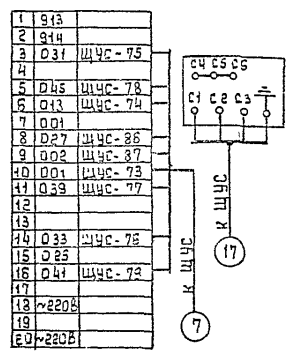 1 913
2 914
3 031 ЩУС-75
4
5 045 ЩУС-78
6 013 ЩУС-74
7 001
8 027 ЩУС-86
9 002 ЩУС-87
10 001 ЩУС-73
11 039 ЩУС-77
12
13
14 033 ЩУС-76
15 025
16 041 ЩУС-79
17
18 ~220В
19
20 ~220В
С4 С5 С6
С1 С2 С3
К ЩУС
17
К ЩУС
7